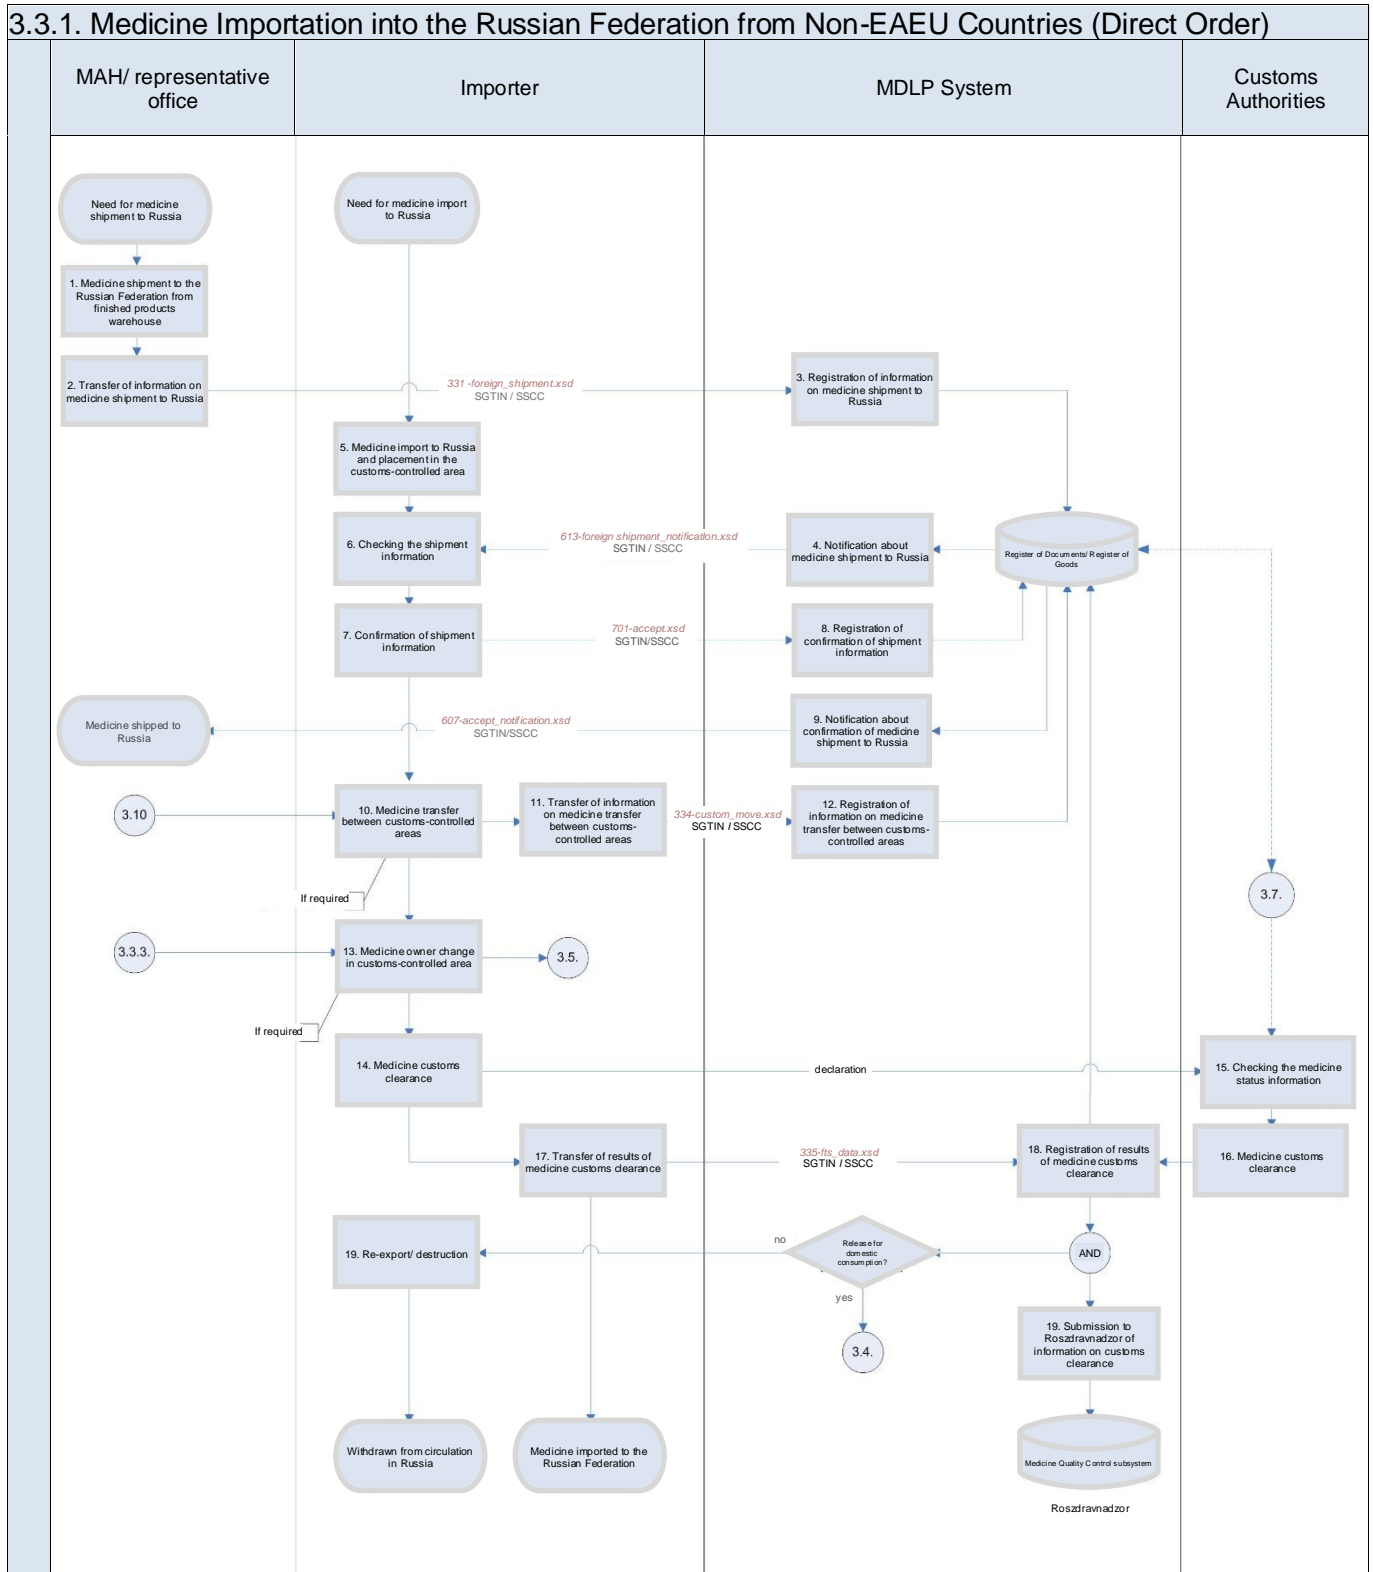 3.3.1. Medicine Importation into the Russian Federation from Non-EAEU Countries (Direct Order)
MAH/ representative
office
Importer
MDLP System
Customs
Authorities
Need for medicine
shipment to Russia
Need for medicine import
to Russia
1. Medicine shipment to the
Russian Federation from
finished products
warehouse
2. Transfer of information on
medicine shipment to Russia
331 -foreign_shipment.xsd
SGTIN / SSCC
3. Registration of information
on medicine shipment to
Russia
5. Medicine import to Russia
and placement in the
customs-controlled area
6. Checking the shipment
information
613-foreign shipment_notification.xsd
SGTIN / SSCC
4. Notification about
medicine shipment to Russia
Register of Documents/ Register of
Goods
7. Confirmation of shipment
information
701-accept.xsd
SGTIN/SSCC
8. Registration of
confirmation of shipment
information
Medicine shipped to
Russia
607-accept_notification.xsd
SGTIN/SSCC
9. Notification about
confirmation of medicine
shipment to Russia
3.10
10. Medicine transfer
between customs-controlled
areas
11. Transfer of information
on medicine transfer
between customs-
controlled areas
334-custom_move.xsd
SGTIN / SSCC
12. Registration of
information on medicine
transfer between customs-
controlled areas
If required
3.7.
3.3.3.
13. Medicine owner change
in customs-controlled area
3.5.
If required
14. Medicine customs
clearance
declaration
15. Checking the medicine
status information
17. Transfer of results of
medicine customs clearance
335-fts_data.xsd
SGTIN / SSCC
18. Registration of results
of medicine customs
clearance
16. Medicine customs
clearance
19. Re-export/ destruction
no
Release for
domestic
consumption?
AND
yes
3.4.
19. Submission to
Roszdravnadzor of
information on customs
clearance
Withdrawn from circulation
in Russia
Medicine imported to the
Russian Federation
Medicine Quality Control subsystem
Roszdravnadzor